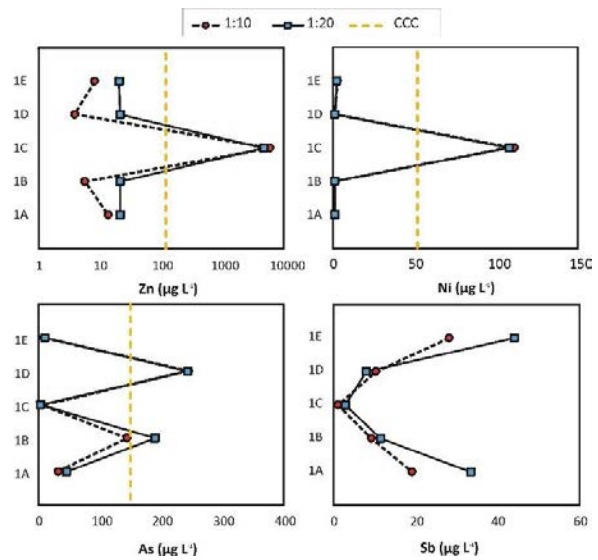 1:10 1:20 CCC
1E
1D
1C
1B
1A
1 10 100 1000 10000
Zn (µg L⁻¹)
1E
1D
1C
1B
1A
0 50 100 150
Ni (µg L⁻¹)
1E
1D
1C
1B
1A
0 100 200 300 400
As (µg L⁻¹)
1E
1D
1C
1B
1A
0 20 40 60
Sb (µg L⁻¹)